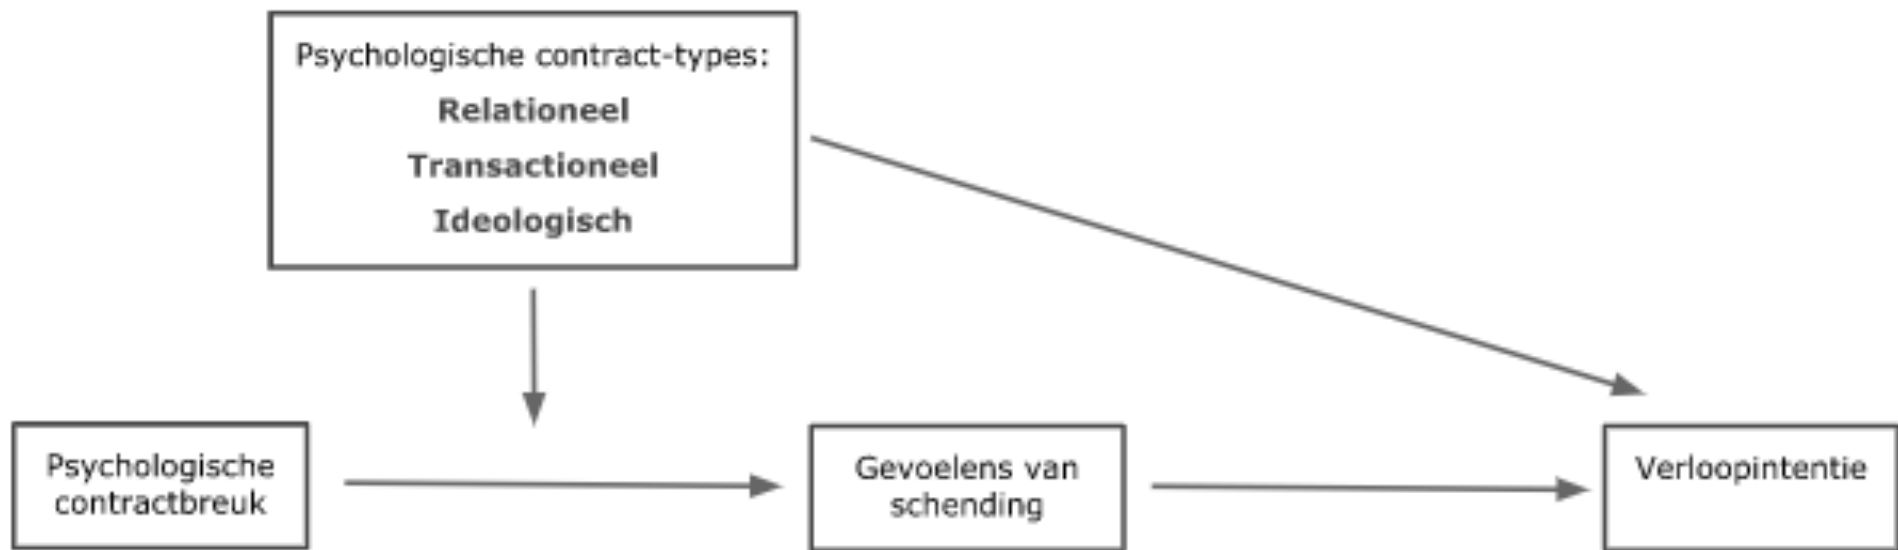 Psychologische contract-types:
Relationeel
Transactioneel
Ideologisch
Psychologische
contractbreuk
Gevoelens van
schending
Verloopintentie